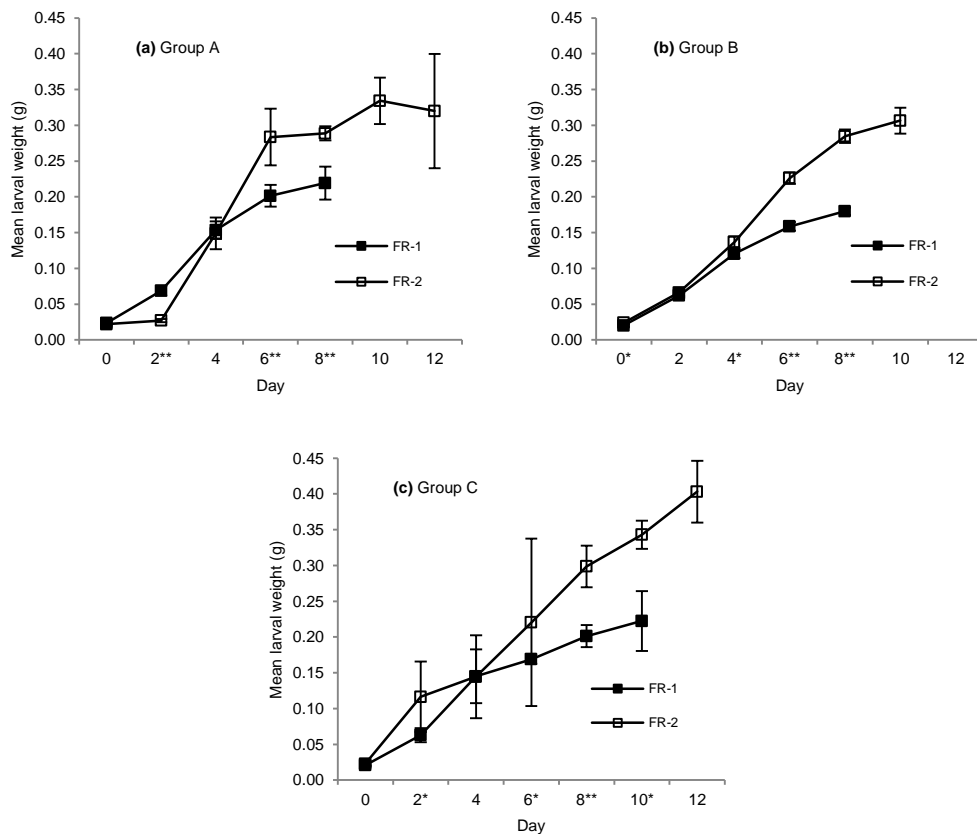 (a) Group A
Mean larval weight (g)
0.45
0.40
0.35
0.30
0.25
0.20
0.15
0.10
0.05
0.00
FR-1
FR-2
0 2** 4 6** 8** 10 12
Day
(b) Group B
Mean larval weight (g)
0.45
0.40
0.35
0.30
0.25
0.20
0.15
0.10
0.05
0.00
FR-1
FR-2
0* 2 4* 6** 8** 10 12
Day
(c) Group C
Mean larval weight (g)
0.45
0.40
0.35
0.30
0.25
0.20
0.15
0.10
0.05
0.00
FR-1
FR-2
0 2* 4 6* 8** 10* 12
Day